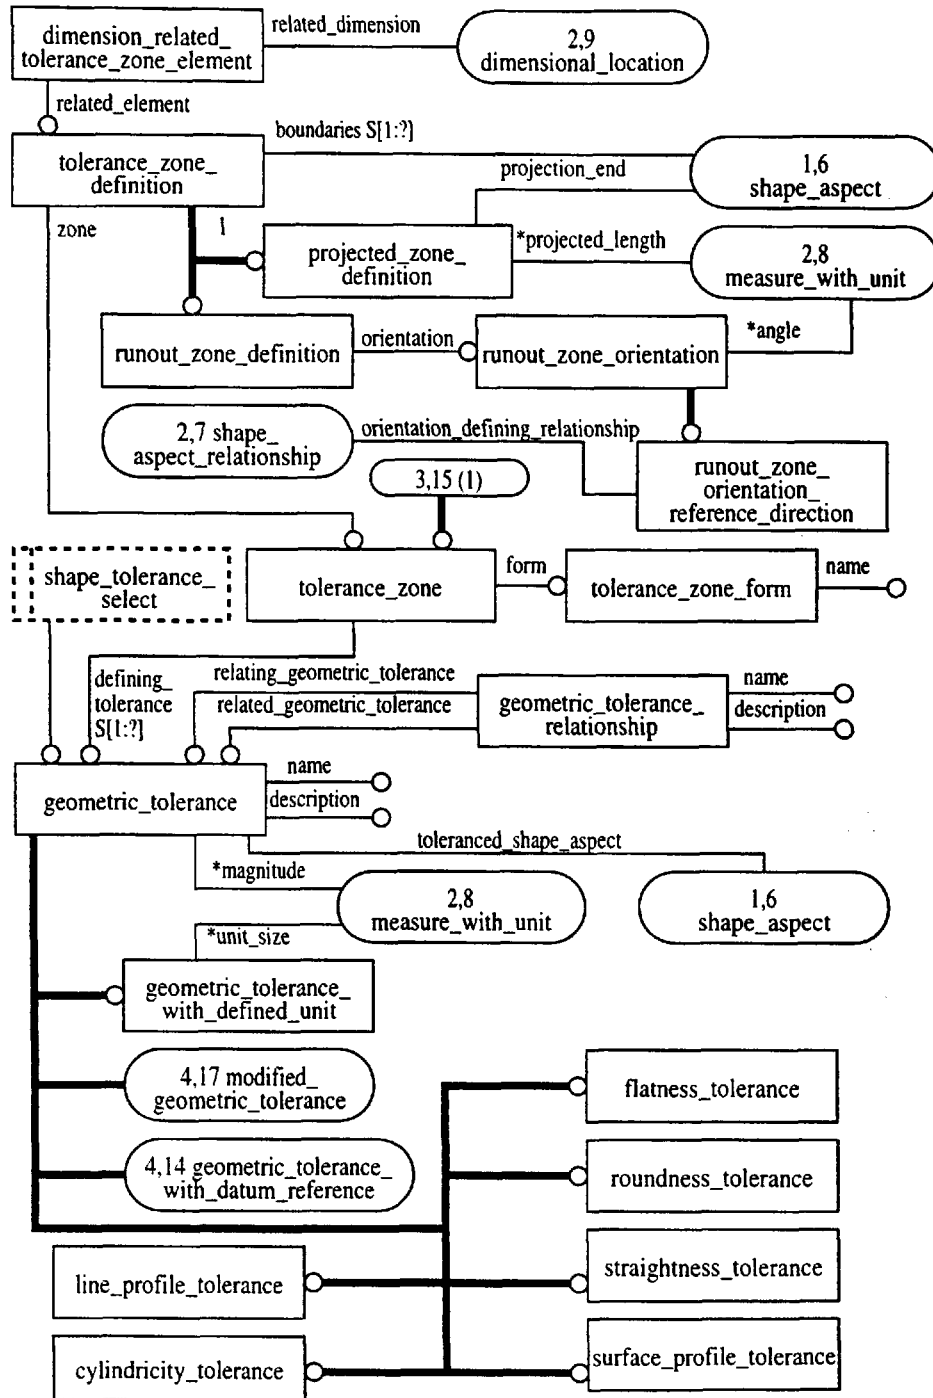 dimension_related_
tolerance_zone_element
related_dimension
2,9
dimensional_location
related_element
boundaries S[1:?]
tolerance_zone_
definition
projection_end
1,6
shape_aspect
zone
1
projected_zone_
definition
*projected_length
2,8
measure_with_unit
runout_zone_definition
orientation
runout_zone_orientation
*angle
2,7 shape_
aspect_relationship
orientation_defining_relationship
runout_zone_
orientation_
reference_direction
3,15 (1)
shape_tolerance_
select
tolerance_zone
form
tolerance_zone_form
name
defining_
tolerance
S[1:?]
relating_geometric_tolerance
related_geometric_tolerance
geometric_tolerance_
relationship
name
description
geometric_tolerance
name
description
toleranced_shape_aspect
*magnitude
2,8
measure_with_unit
1,6
shape_aspect
*unit_size
geometric_tolerance_
with_defined_unit
4,17 modified_
geometric_tolerance
flatness_tolerance
4,14 geometric_tolerance_
with_datum_reference
roundness_tolerance
line_profile_tolerance
straightness_tolerance
cylindricity_tolerance
surface_profile_tolerance